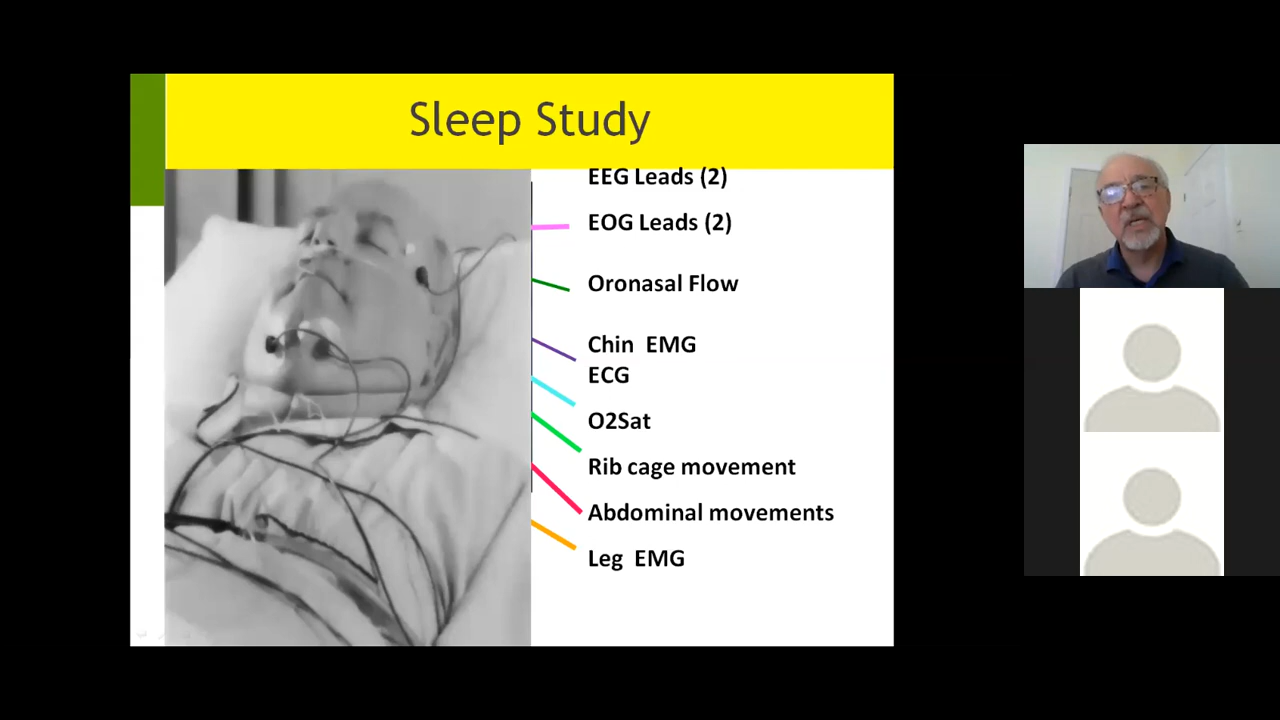 Sleep Study
EEG Leads (2)
EOG Leads (2)
Oronasal Flow
Chin EMG
ECG
O2Sat
Rib cage movement
Abdominal movements
Leg EMG